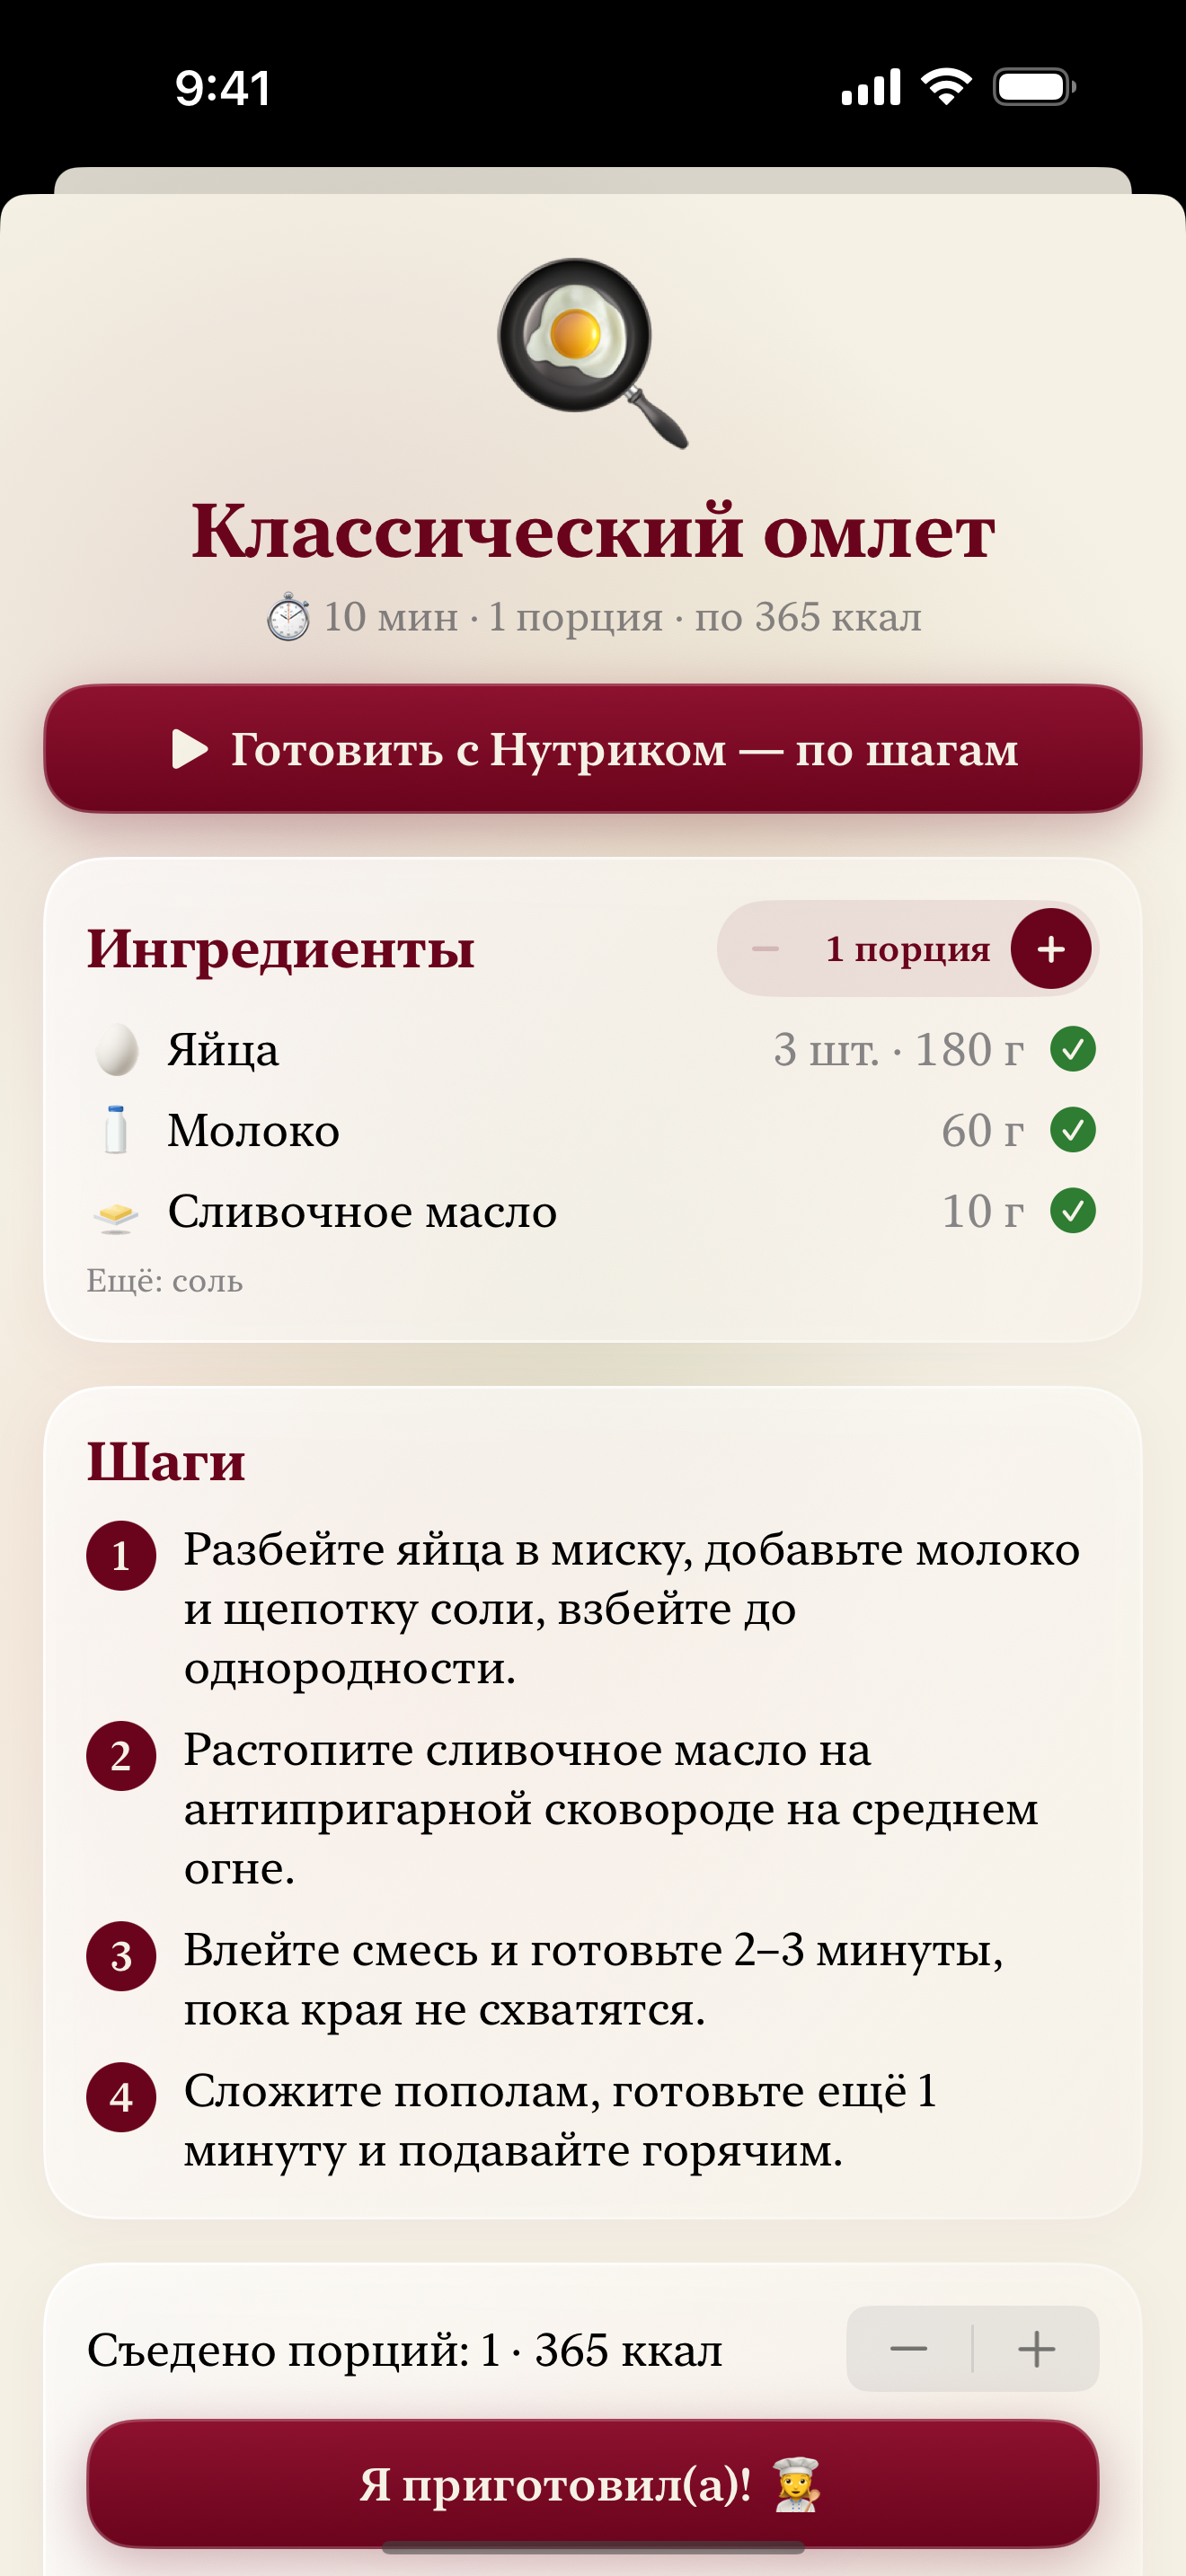 9:41
Классический омлет
10 мин · 1 порция · по 365 ккал
Готовить с Нутриком — по шагам
Ингредиенты
1 порция
Яйца 3 шт. · 180 г
Молоко 60 г
Сливочное масло 10 г
Ещё: соль
Шаги
1 Разбейте яйца в миску, добавьте молоко
и щепотку соли, взбейте до
однородности.
2 Растопите сливочное масло на
антипригарной сковороде на среднем
огне.
3 Влейте смесь и готовьте 2–3 минуты,
пока края не схватятся.
4 Сложите пополам, готовьте ещё 1
минуту и подавайте горячим.
Съедено порций: 1 · 365 ккал
Я приготовил(а)!